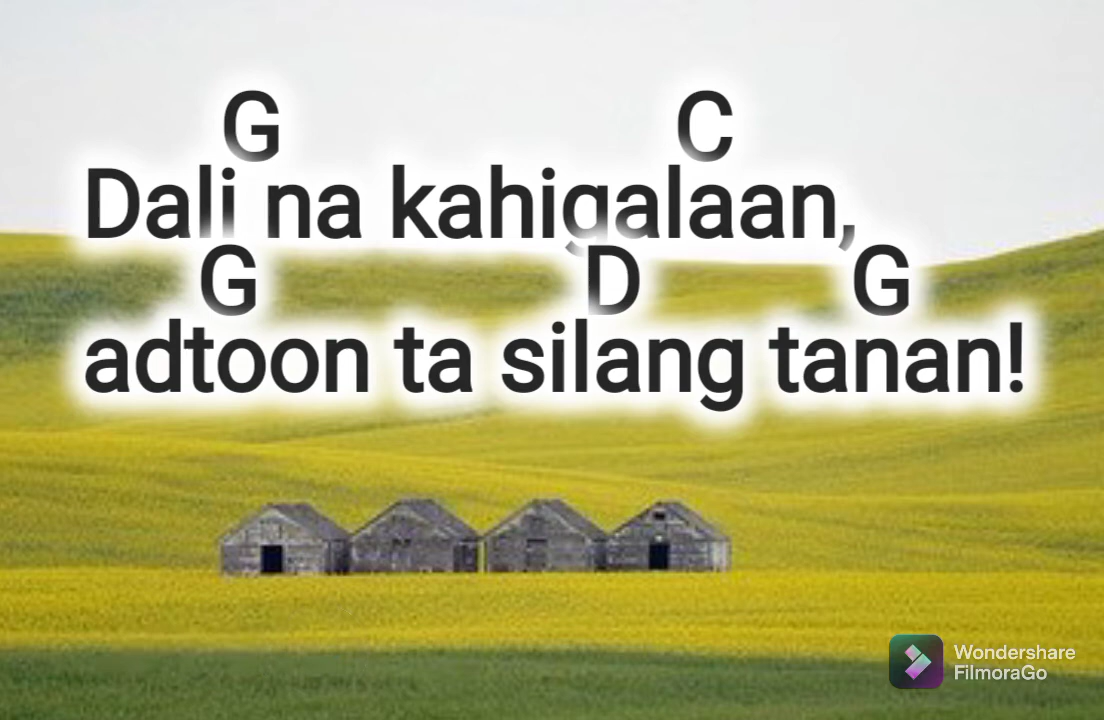 G C
Dali na kahigalaan,
G D G
adtoon ta silang tanan!
Wondershare
FilmoraGo